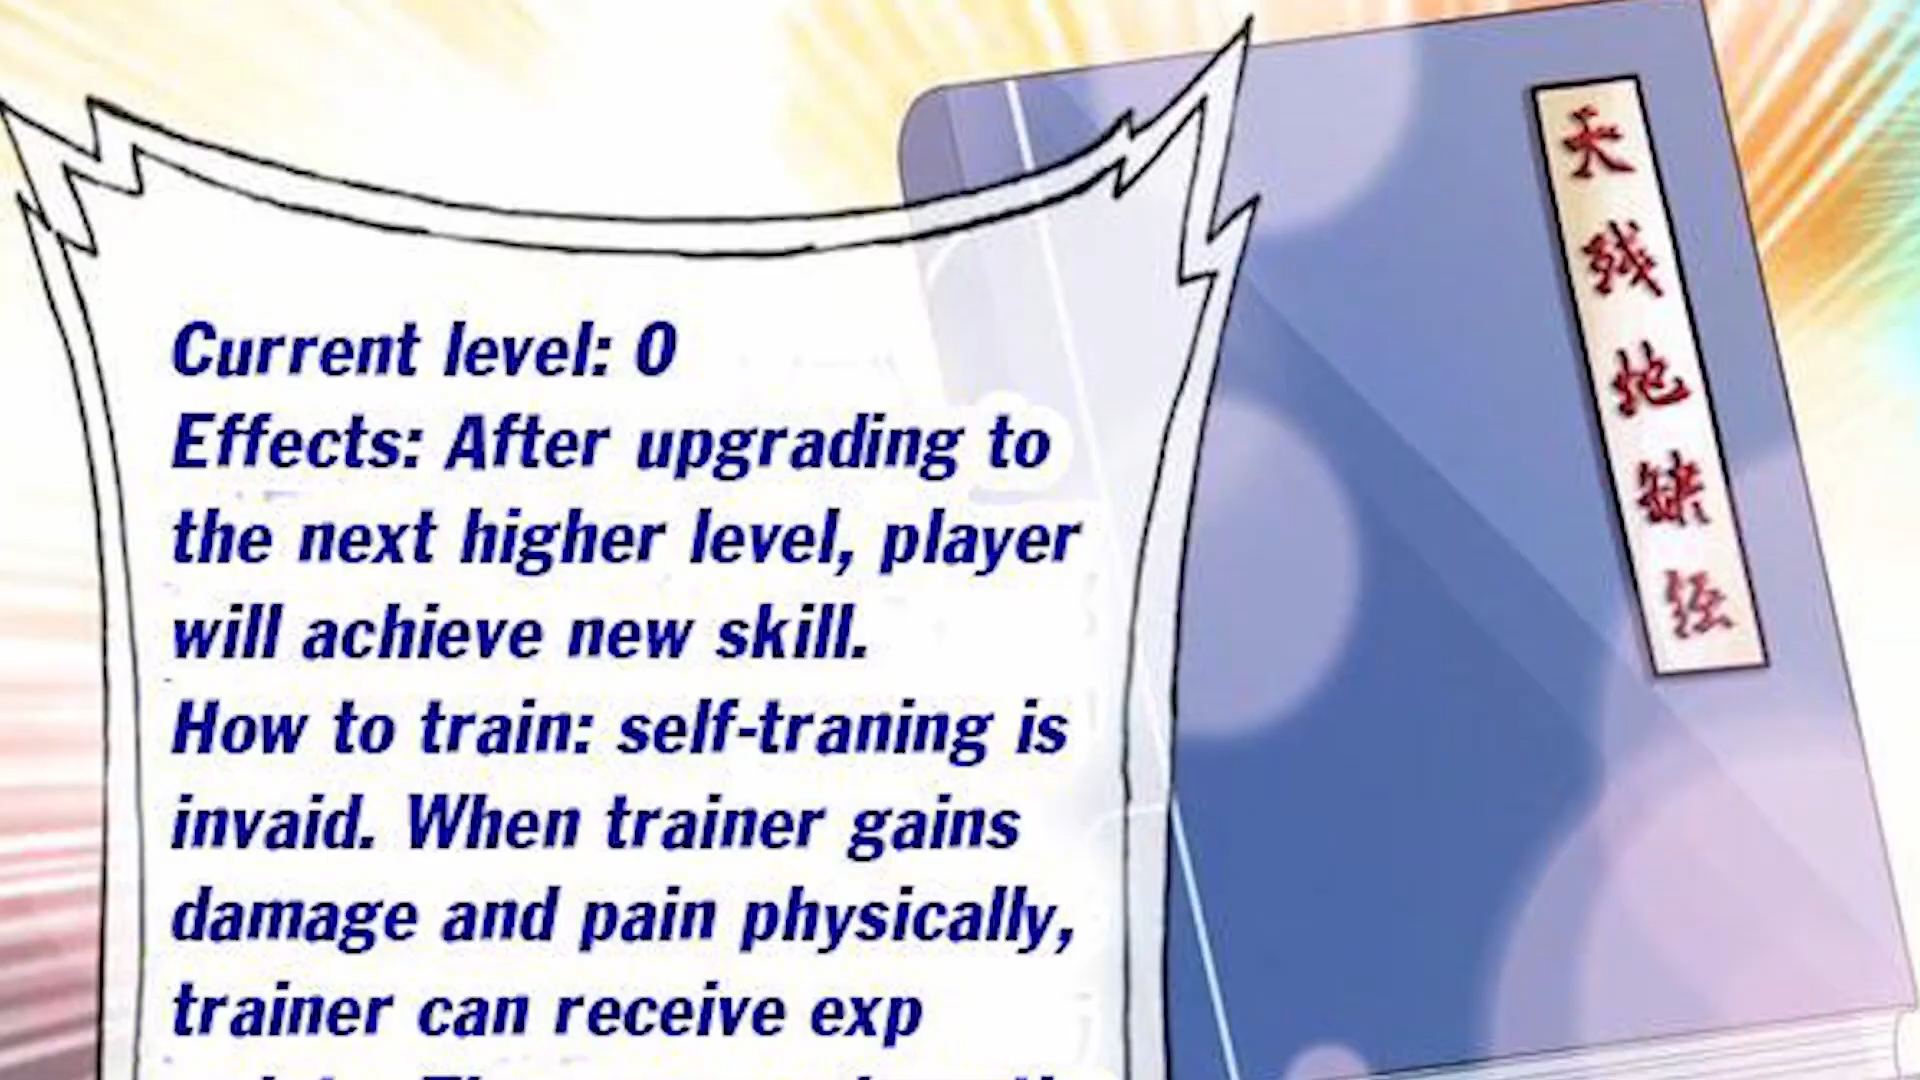 Current level: 0
Effects: After upgrading to
the next higher level, player
will achieve new skill.
How to train: self-traning is
invaid. When trainer gains
damage and pain physically,
trainer can receive exp
天残地缺经